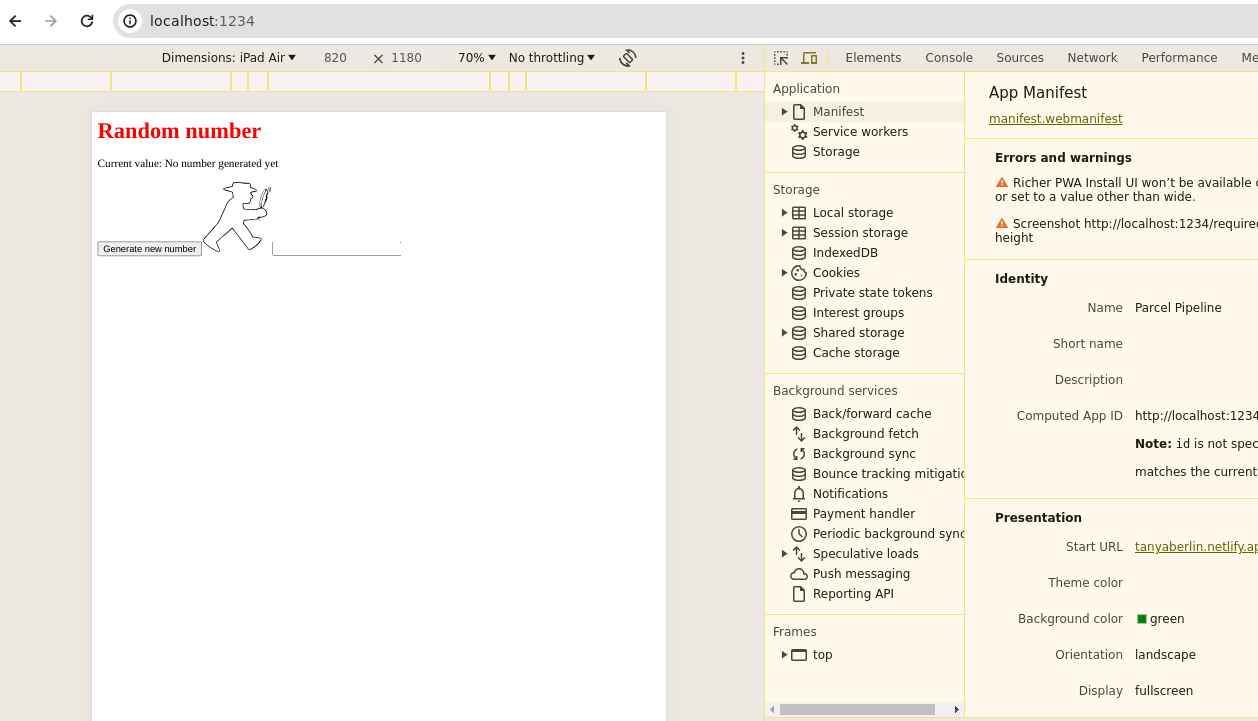 localhost:1234
Dimensions: iPad Air 820 × 1180 70% No throttling
Elements Console Sources Network Performance Me
Random number
Current value: No number generated yet
Generate new number
Application
Manifest
Service workers
Storage
Storage
Local storage
Session storage
IndexedDB
Cookies
Private state tokens
Interest groups
Shared storage
Cache storage
Background services
Back/forward cache
Background fetch
Background sync
Bounce tracking mitigatio
Notifications
Payment handler
Periodic background sync
Speculative loads
Push messaging
Reporting API
Frames
top
App Manifest
manifest.webmanifest
Errors and warnings
Richer PWA Install UI won’t be available o
or set to a value other than wide.
Screenshot http://localhost:1234/required
height
Identity
Name Parcel Pipeline
Short name
Description
Computed App ID http://localhost:1234
Note: id is not spec
matches the current
Presentation
Start URL tanyaberlin.netlify.ap
Theme color
Background color green
Orientation landscape
Display fullscreen